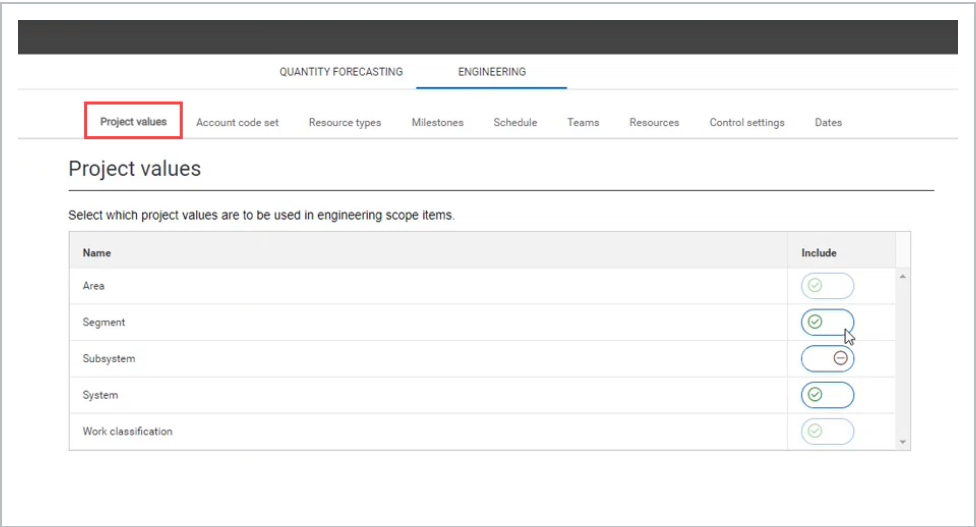 QUANTITY FORECASTING ENGINEERING
Project values Account code set Resource types Milestones Schedule Teams Resources Control settings Dates
Project values
Select which project values are to be used in engineering scope items.
Name Include
Area
Segment
Subsystem
System
Work classification